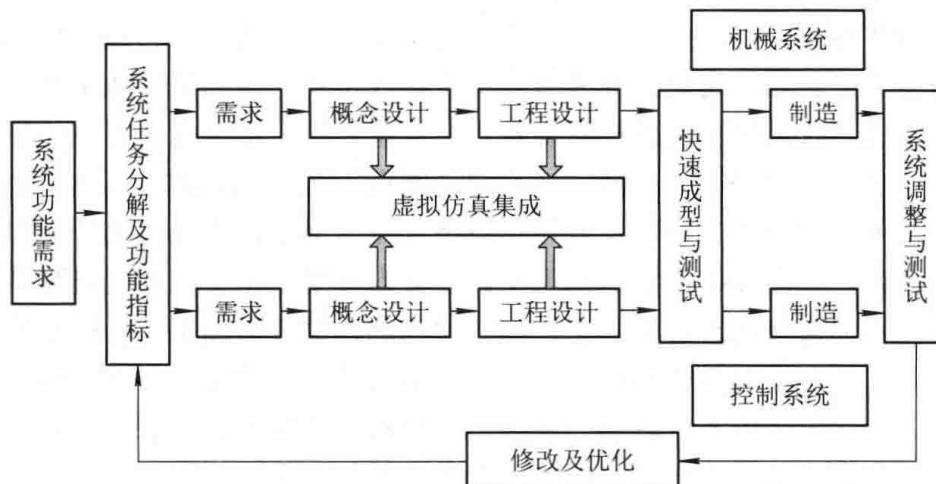 机械系统
系统功能需求
系统任务分解及功能指标
需求
概念设计
工程设计
快速成型与测试
制造
系统调整与测试
虚拟仿真集成
需求
概念设计
工程设计
制造
控制系统
修改及优化